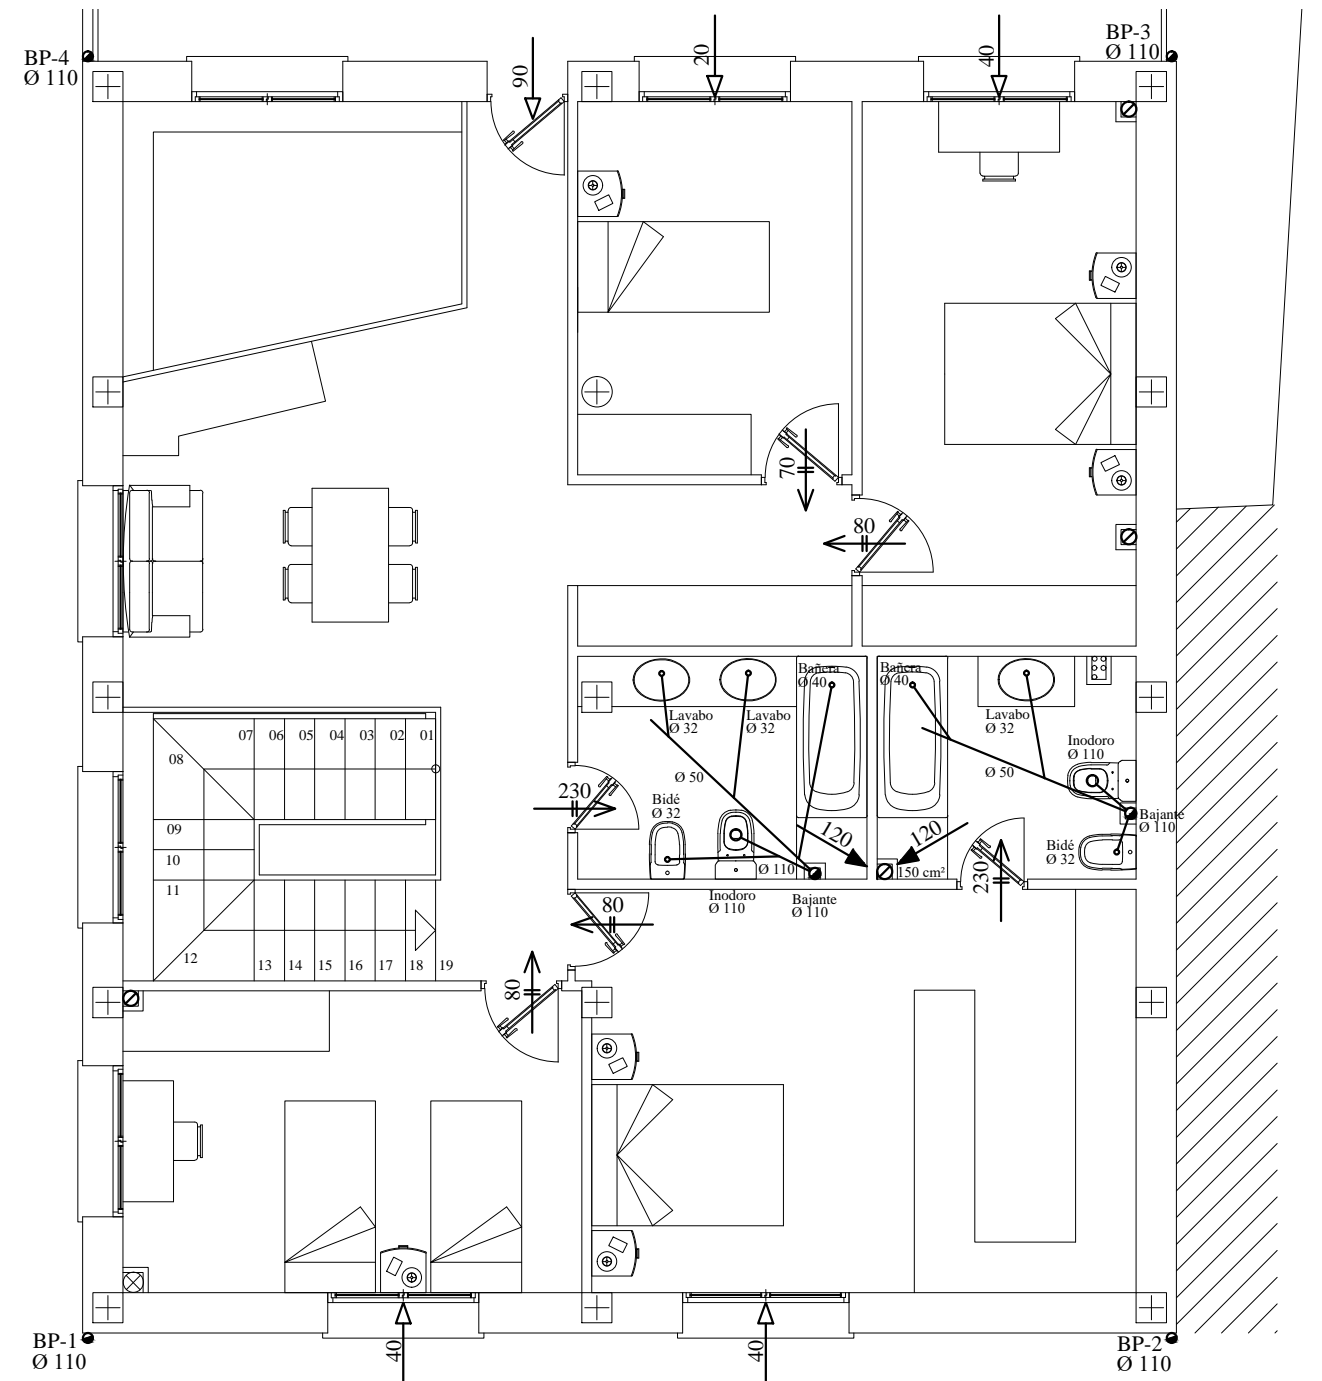 BP-4
Ø 110
90
20
40
BP-3
Ø 110
70
80
Bañera
Ø 40
Bañera
Ø 40
Lavabo
Ø 32
Lavabo
Ø 32
Lavabo
Ø 32
Inodoro
Ø 110
Ø 50
Ø 50
07 06 05 04 03 02 01
08
09
10
11
12
13 14 15 16 17 18 19
230
Bidé
Ø 32
120
120
Bajante
Ø 110
Bidé
Ø 32
Ø 110
150 cm²
230
Inodoro
Ø 110
Bajante
Ø 110
80
80
BP-1
Ø 110
40
40
BP-2
Ø 110